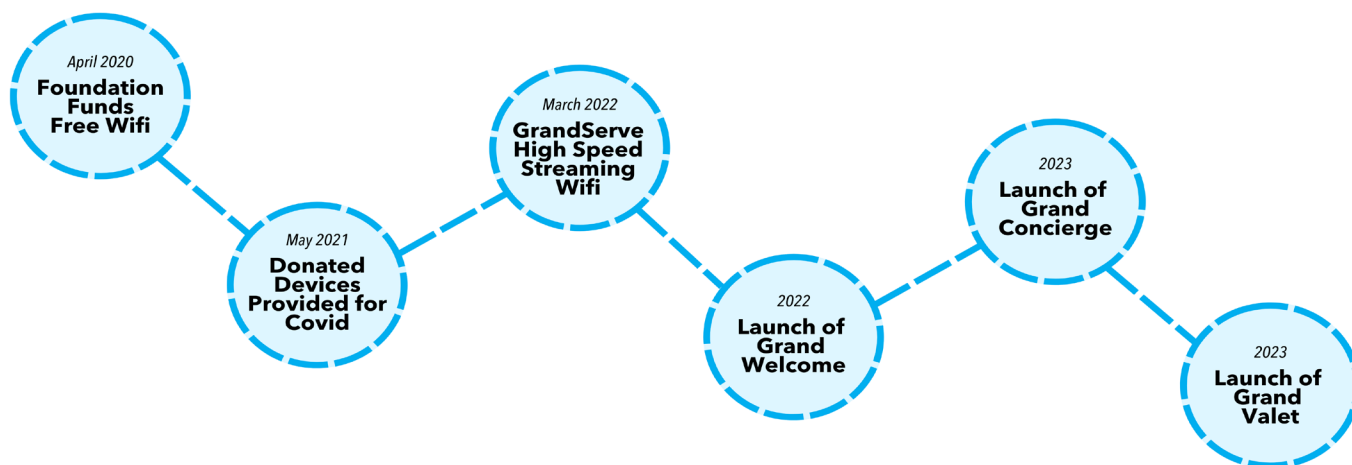 April 2020
Foundation
Funds
Free Wifi
May 2021
Donated
Devices
Provided for
Covid
March 2022
GrandServe
High Speed
Streaming
Wifi
2022
Launch of
Grand
Welcome
2023
Launch of
Grand
Concierge
2023
Launch of
Grand
Valet